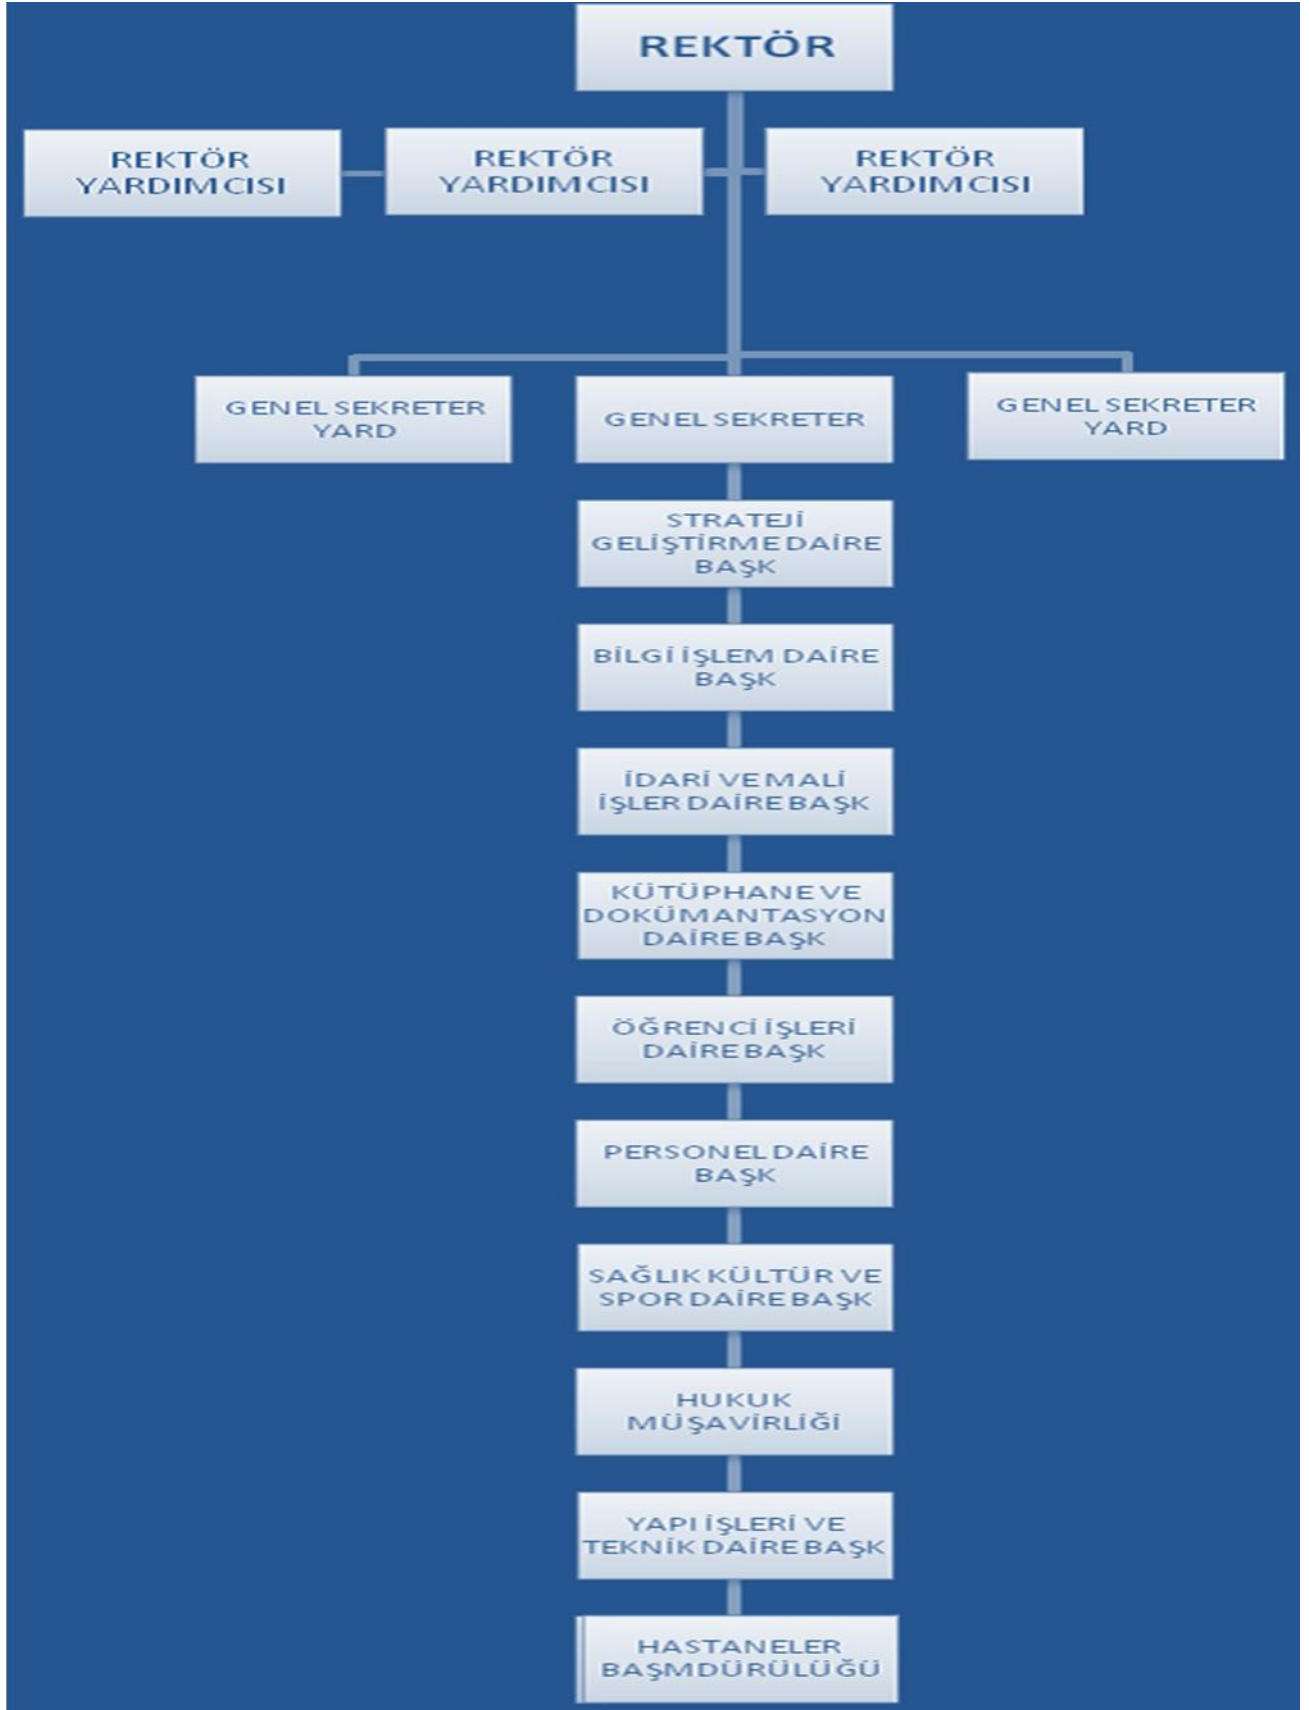 REKTÖR
REKTÖR
YARDIMCISI
REKTÖR
YARDIMCISI
REKTÖR
YARDIMCISI
GENEL SEKRETER
YARD
GENEL SEKRETER
GENEL SEKRETER
YARD
STRATEJİ
GELİŞTİRME DAİRE
BAŞK
BİLGİ İŞLEM DAİRE
BAŞK
İDARİ VE MALİ
İŞLER DAİRE BAŞK
KÜTÜPHANE VE
DOKÜMANTASYON
DAİRE BAŞK
ÖĞRENCİ İŞLERİ
DAİRE BAŞK
PERSONEL DAİRE
BAŞK
SAĞLIK KÜLTÜR VE
SPOR DAİRE BAŞK
HUKUK
MÜŞAVİRLİĞİ
YAPI İŞLERİ VE
TEKNİK DAİRE BAŞK
HASTANELER
BAŞMDÜRÜLÜĞÜ